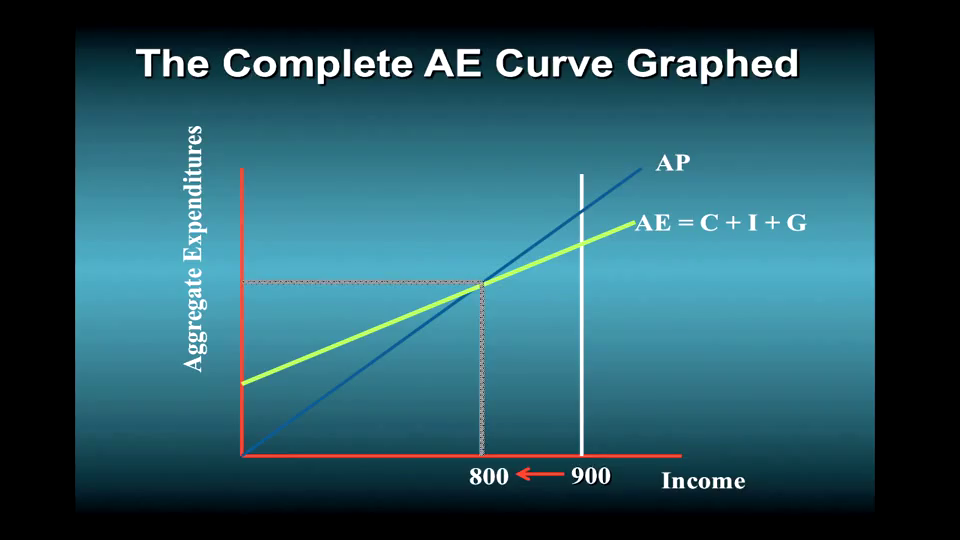 The Complete AE Curve Graphed
Aggregate Expenditures
AP
AE = C + I + G
800
900
Income